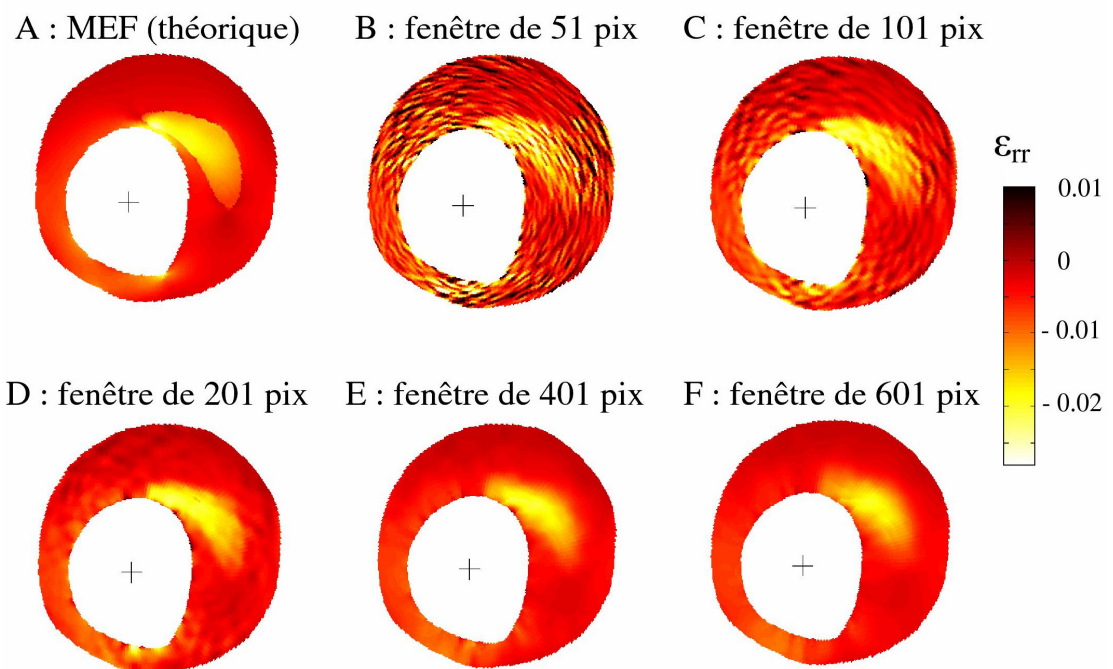 A : MEF (théorique)
B : fenêtre de 51 pix
C : fenêtre de 101 pix
εrr
0.01
0
- 0.01
- 0.02
D : fenêtre de 201 pix
E : fenêtre de 401 pix
F : fenêtre de 601 pix